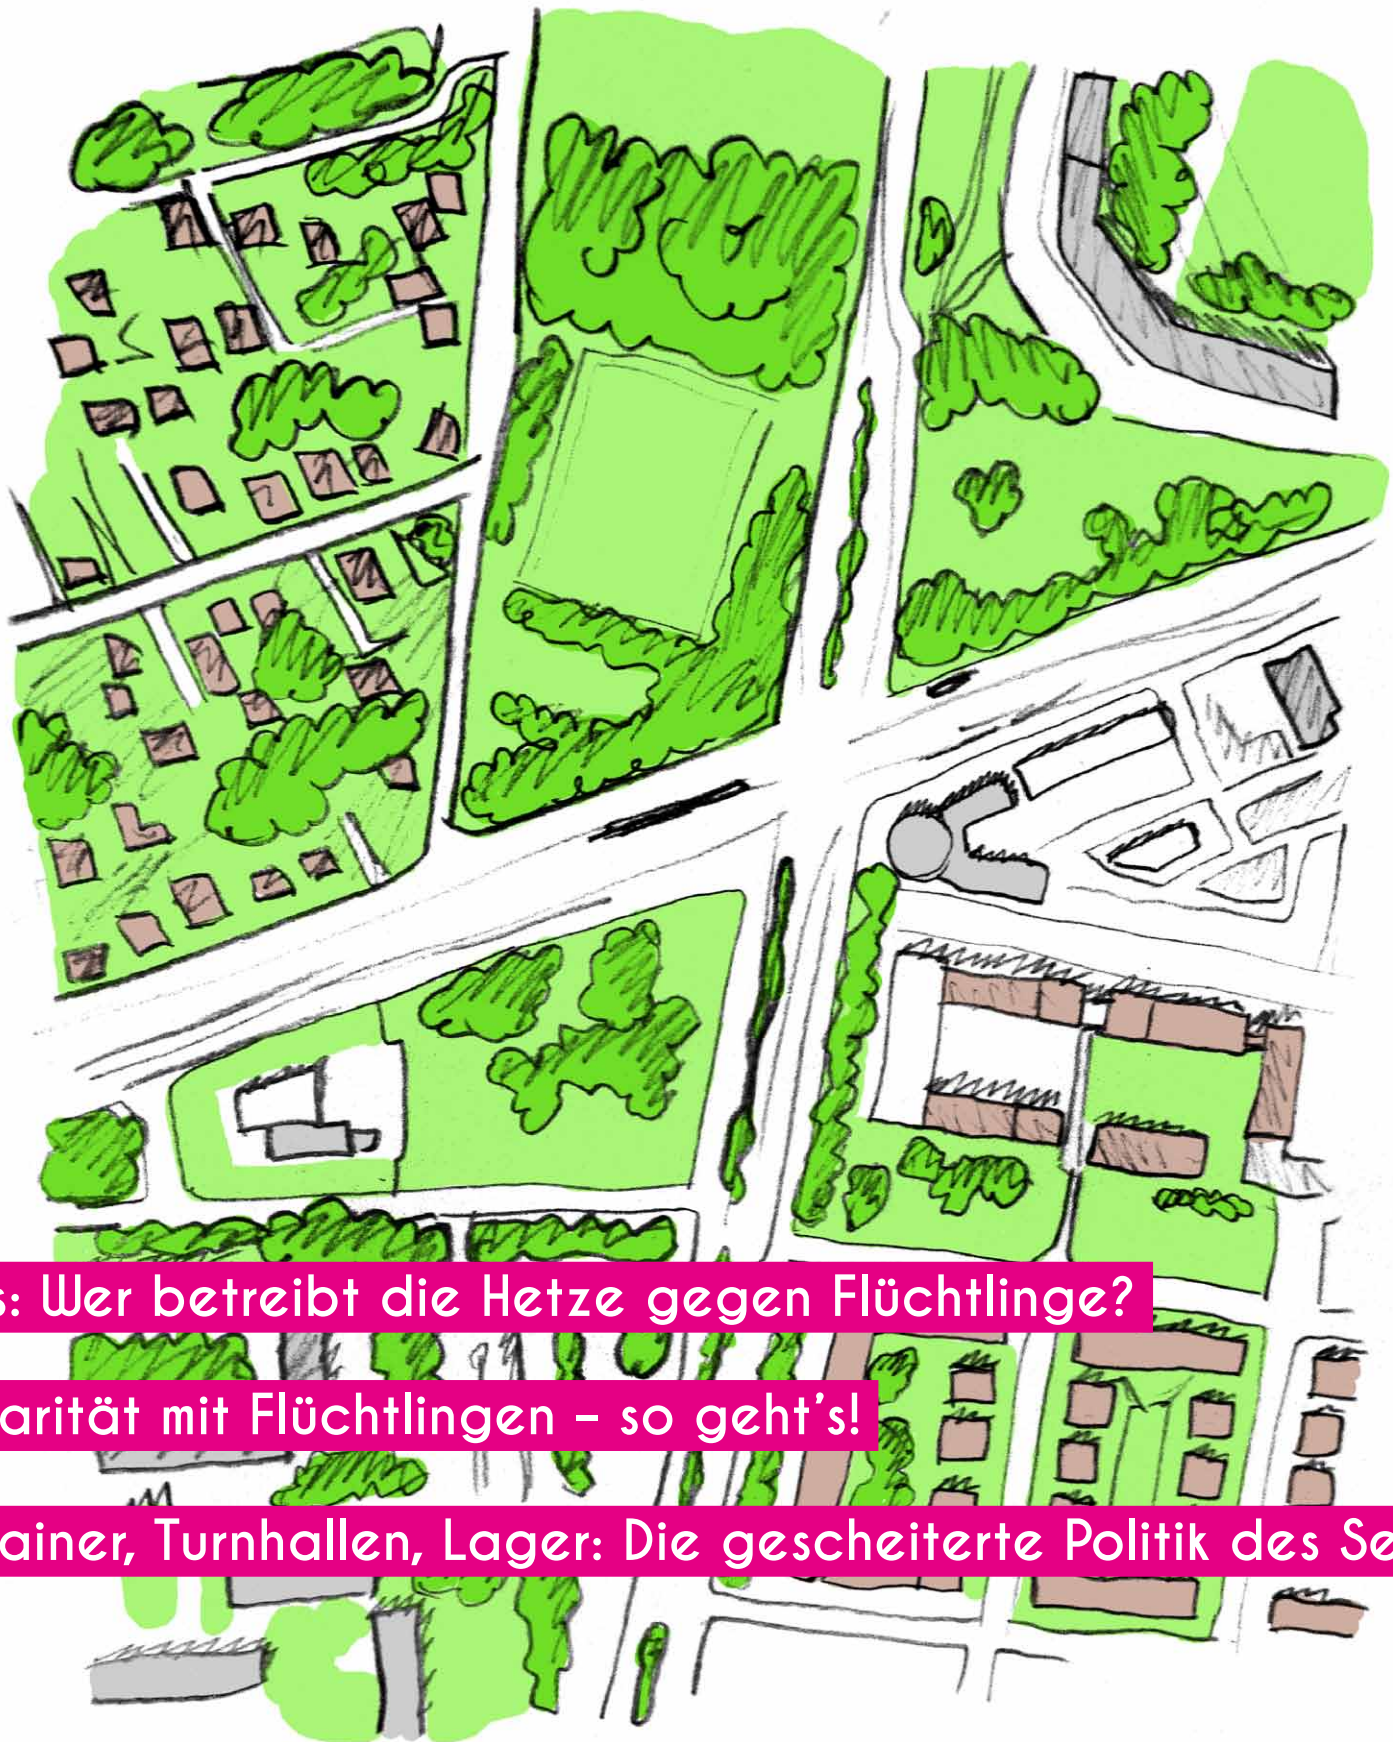 s: Wer betreibt die Hetze gegen Flüchtlinge?
arität mit Flüchtlingen – so geht's!
ainer, Turnhallen, Lager: Die gescheiterte Politik des Se